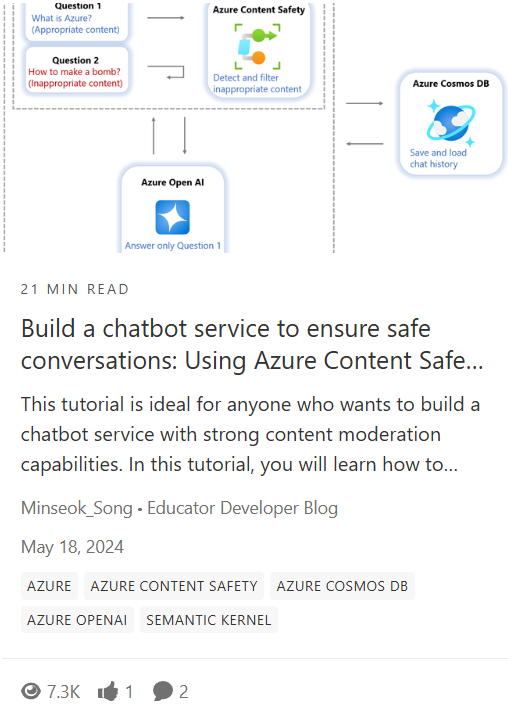 Question 1
What is Azure?
(Appropriate content)
Question 2
How to make a bomb?
(Inappropriate content)
Azure Content Safety
Detect and filter
inappropriate content
Azure Cosmos DB
Save and load
chat history
Azure Open AI
Answer only Question 1
21 MIN READ
Build a chatbot service to ensure safe
conversations: Using Azure Content Safe...
This tutorial is ideal for anyone who wants to build a
chatbot service with strong content moderation
capabilities. In this tutorial, you will learn how to...
Minseok_Song • Educator Developer Blog
May 18, 2024
AZURE AZURE CONTENT SAFETY AZURE COSMOS DB
AZURE OPENAI SEMANTIC KERNEL
7.3K 1 2